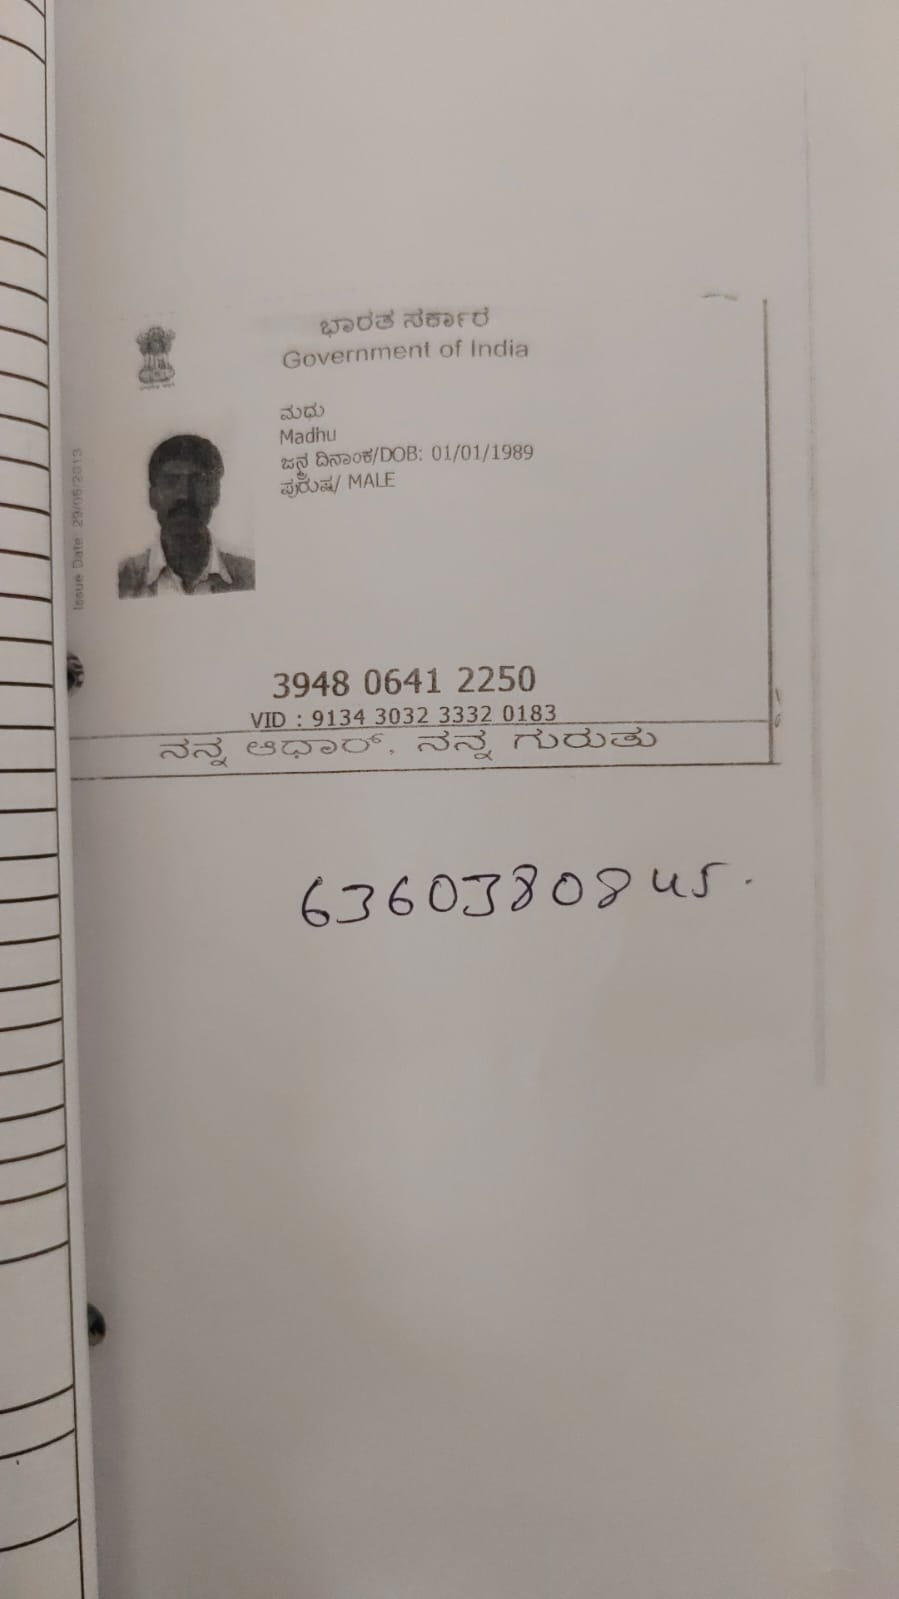 ಭಾರತ ಸರ್ಕಾರ
Government of India
ಮಧು
Madhu
ಜನ್ಮ ದಿನಾಂಕ/DOB: 01/01/1989
ಪುರುಷ/ MALE
Issue Date: 29/06/2013
3948 0641 2250
VID : 9134 3032 3332 0183
ನನ್ನ ಆಧಾರ್, ನನ್ನ ಗುರುತು
6360380845.